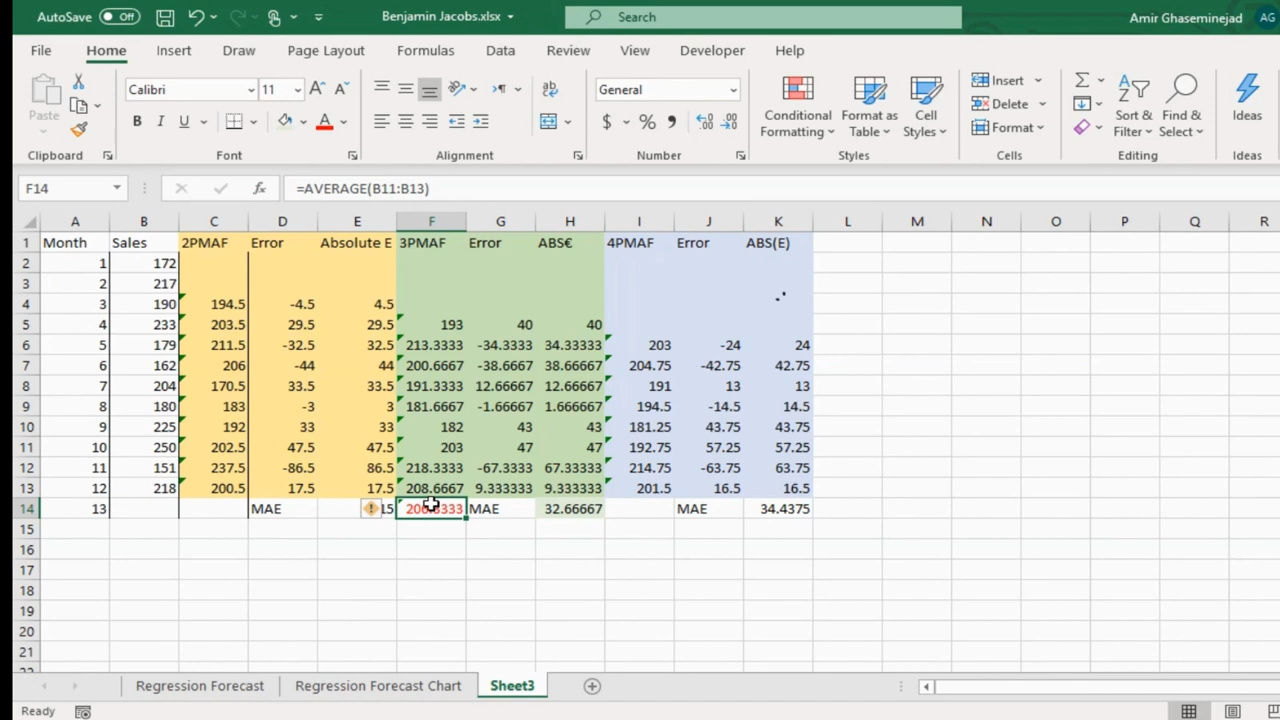 AutoSave Off Benjamin Jacobs.xlsx Search Amir Ghaseminejad AG
File Home Insert Draw Page Layout Formulas Data Review View Developer Help
Calibri 11 General Insert
Paste Conditional Format as Cell Delete Sort & Find & Ideas
Formatting Table Styles Format Filter Select
Clipboard Font Alignment Number Styles Cells Editing Ideas
F14 fx =AVERAGE(B11:B13)
A B C D E F G H I J K L M N O P Q R
1 Month Sales 2PMAF Error Absolute E 3PMAF Error ABS€ 4PMAF Error ABS(E)
2 1 172
3 2 217
4 3 190 194.5 -4.5 4.5
5 4 233 203.5 29.5 29.5 193 40 40
6 5 179 211.5 -32.5 32.5 213.3333 -34.3333 34.33333 203 -24 24
7 6 162 206 -44 44 200.6667 -38.6667 38.66667 204.75 -42.75 42.75
8 7 204 170.5 33.5 33.5 191.3333 12.66667 12.66667 191 13 13
9 8 180 183 -3 3 181.6667 -1.66667 1.666667 194.5 -14.5 14.5
10 9 225 192 33 33 182 43 43 181.25 43.75 43.75
11 10 250 202.5 47.5 47.5 203 47 47 192.75 57.25 57.25
12 11 151 237.5 -86.5 86.5 218.3333 -67.3333 67.33333 214.75 -63.75 63.75
13 12 218 200.5 17.5 17.5 208.6667 9.333333 9.333333 201.5 16.5 16.5
14 13 MAE MAE 32.66667 MAE 34.4375
15
16
17
18
19
20
21
Regression Forecast Regression Forecast Chart Sheet3
Ready